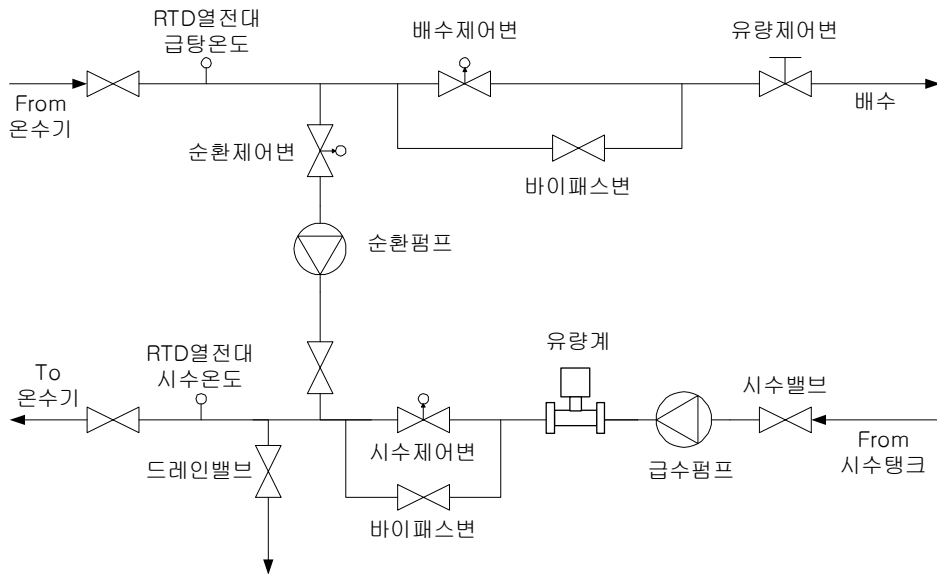 RTD열전대
급탕온도
배수제어변
유량제어변
From
온수기
배수
순환제어변
바이패스변
순환펌프
유량계
RTD열전대
시수온도
To
온수기
시수밸브
시수제어변
급수펌프
From
시수탱크
드레인밸브
바이패스변